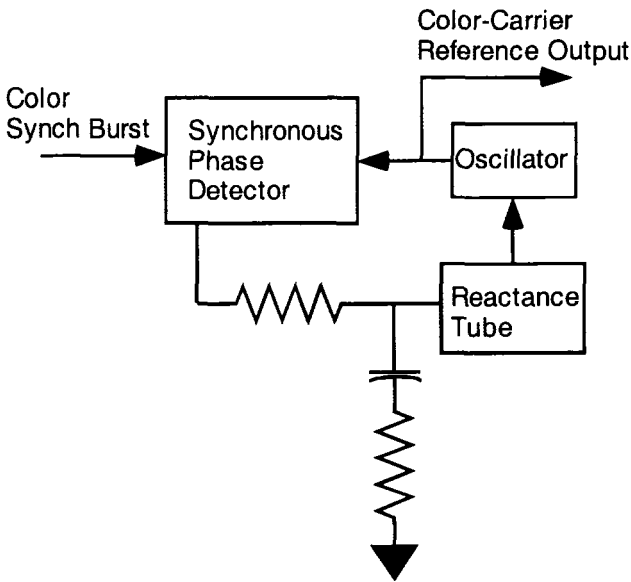 Color-Carrier
Reference Output
Color
Synch Burst
Synchronous
Phase
Detector
Oscillator
Reactance
Tube